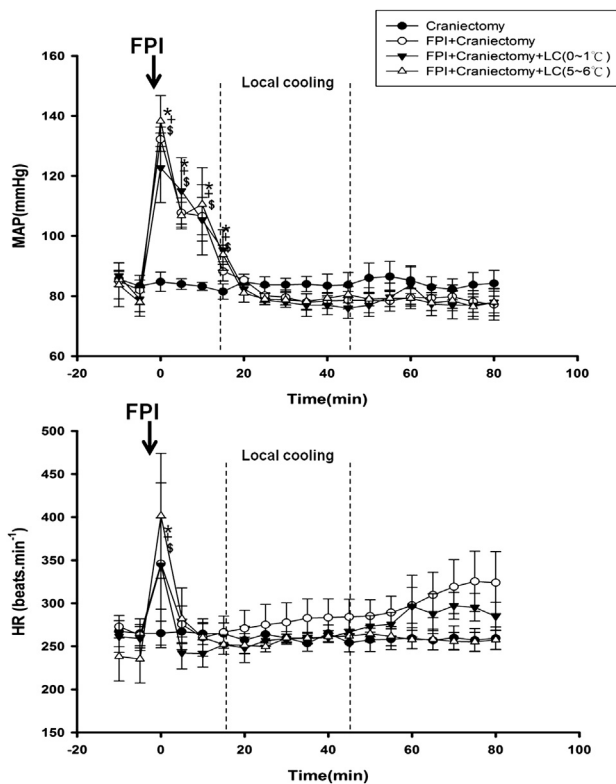 Craniectomy
FPI+Craniectomy
FPI+Craniectomy+LC(0~1℃)
FPI+Craniectomy+LC(5~6℃)
FPI
Local cooling
160
140
120
100
80
60
MAP(mmHg)
*
+
$
*
+
$
*
+
$
*
+
$
-20 0 20 40 60 80 100
Time(min)
FPI
Local cooling
500
450
400
350
300
250
200
150
HR (beats.min⁻¹)
*
+
$
-20 0 20 40 60 80 100
Time(min)